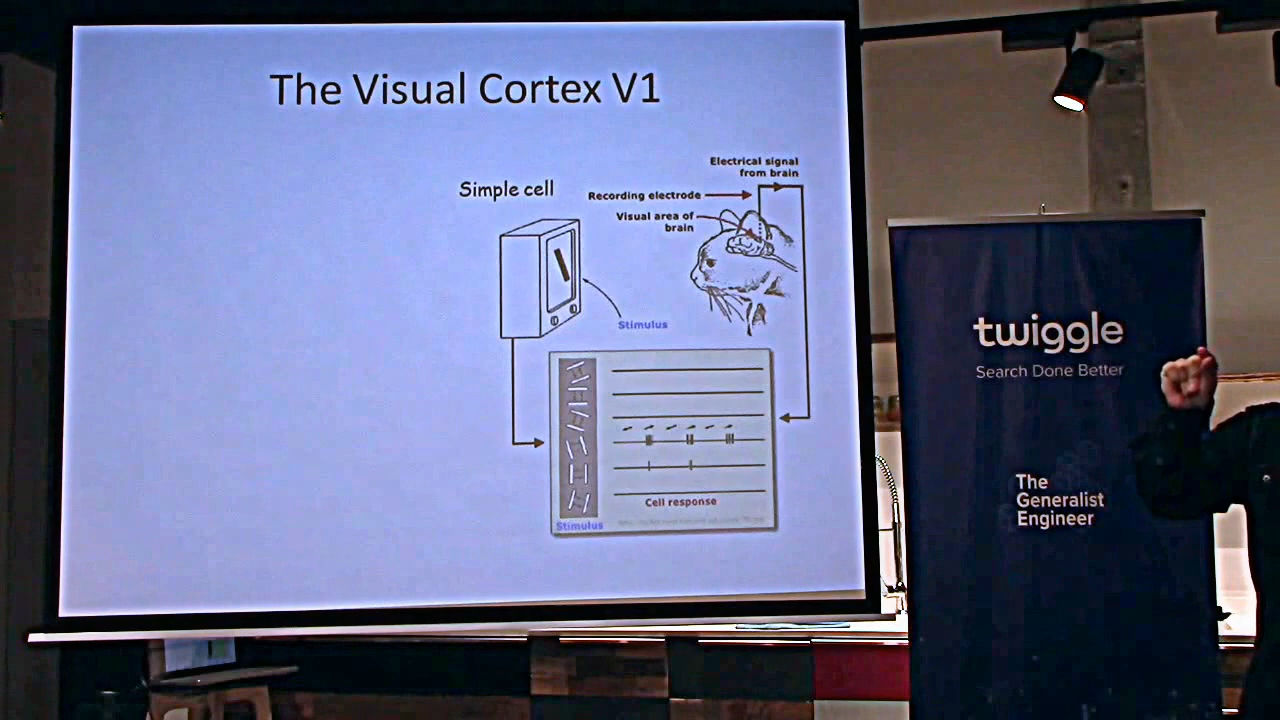 The Visual Cortex V1
Simple cell
Electrical signal
from brain
Recording electrode
Visual area of
brain
Stimulus
Cell response
Stimulus
twiggle
Search Done Better
The
Generalist
Engineer